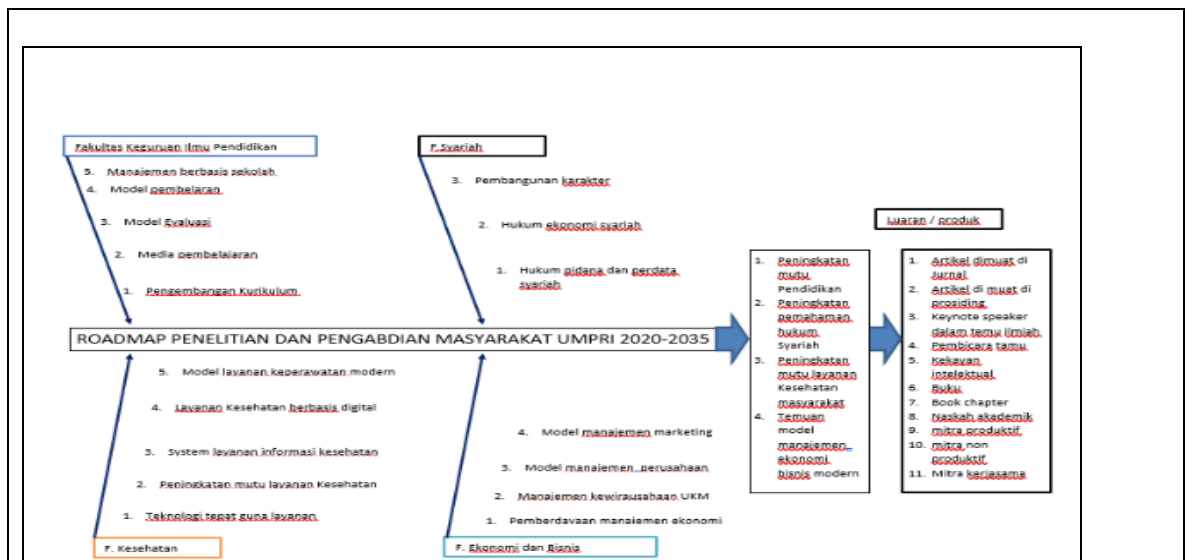 Fakultas Keguruan Ilmu Pendidikan
5. Manajemen berbasis sekolah
4. Model pembelaran
3. Model Evaluasi
2. Media pembelajaran
1. Pengembangan Kurikulum
F.Syariah
3. Pembangunan karakter
2. Hukum ekonomi syariah
1. Hukum pidana dan perdata
syariah
ROADMAP PENELITIAN DAN PENGABDIAN MASYARAKAT UMPRI 2020-2035
5. Model layanan keperawatan modern
4. Layanan Kesehatan berbasis digital
3. System layanan informasi kesehatan
2. Peningkatan mutu layanan Kesehatan
1. Teknologi tepat guna layanan
F. Kesehatan
4. Model manajemen marketing
3. Model manajemen perusahaan
2. Manajemen kewirausahaan UKM
1. Pemberdayaan manajemen ekonomi
F. Ekonomi dan Bisnis
1. Peningkatan
mutu
Pendidikan
2. Peningkatan
pemahaman
hukum
Syariah
3. Peningkatan
mutu layanan
Kesehatan
masyarakat
4. Temuan
model
manajemen
ekonomi
bisnis modern
Luaran / produk
1. Artikel dimuat di
Jurnal
2. Artikel di muat di
prosiding
3. Keynote speaker
dalam temu ilmiah
4. Pembicara tamu
5. Kekayan
intelektual
6. Buku
7. Book chapter
8. Naskah akademik
9. mitra produktif
10. mitra non
produktif
11. Mitra kerjasama